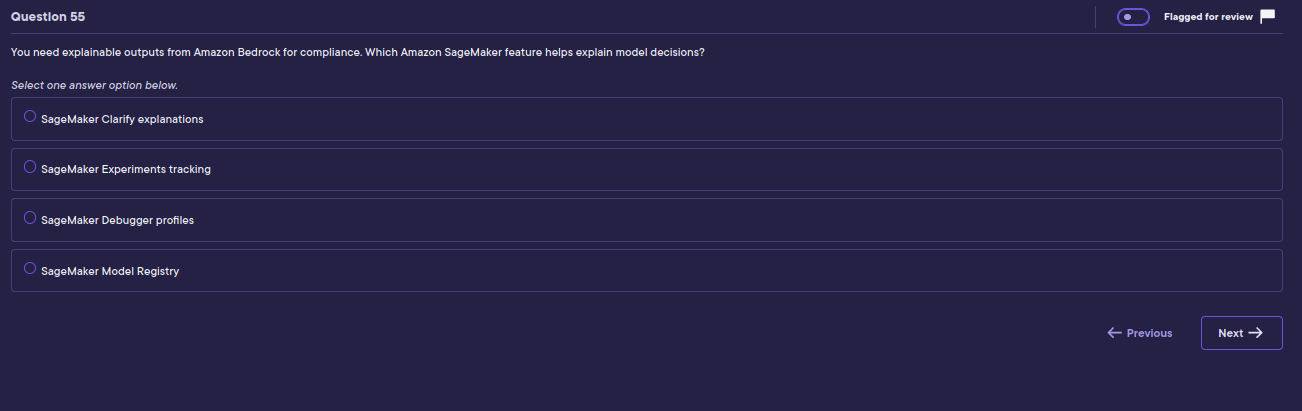 Question 55
Flagged for review
You need explainable outputs from Amazon Bedrock for compliance. Which Amazon SageMaker feature helps explain model decisions?
Select one answer option below.
SageMaker Clarify explanations
SageMaker Experiments tracking
SageMaker Debugger profiles
SageMaker Model Registry
Previous
Next